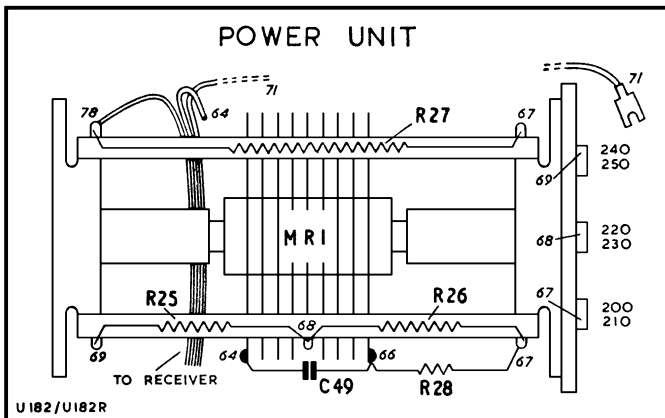 POWER UNIT
71
71
78
64
67
R27
240
250
69
MR1
220
230
68
R25
R26
67
200
210
68
69
64
66
67
TO RECEIVER
C49
R28
U182/U182R